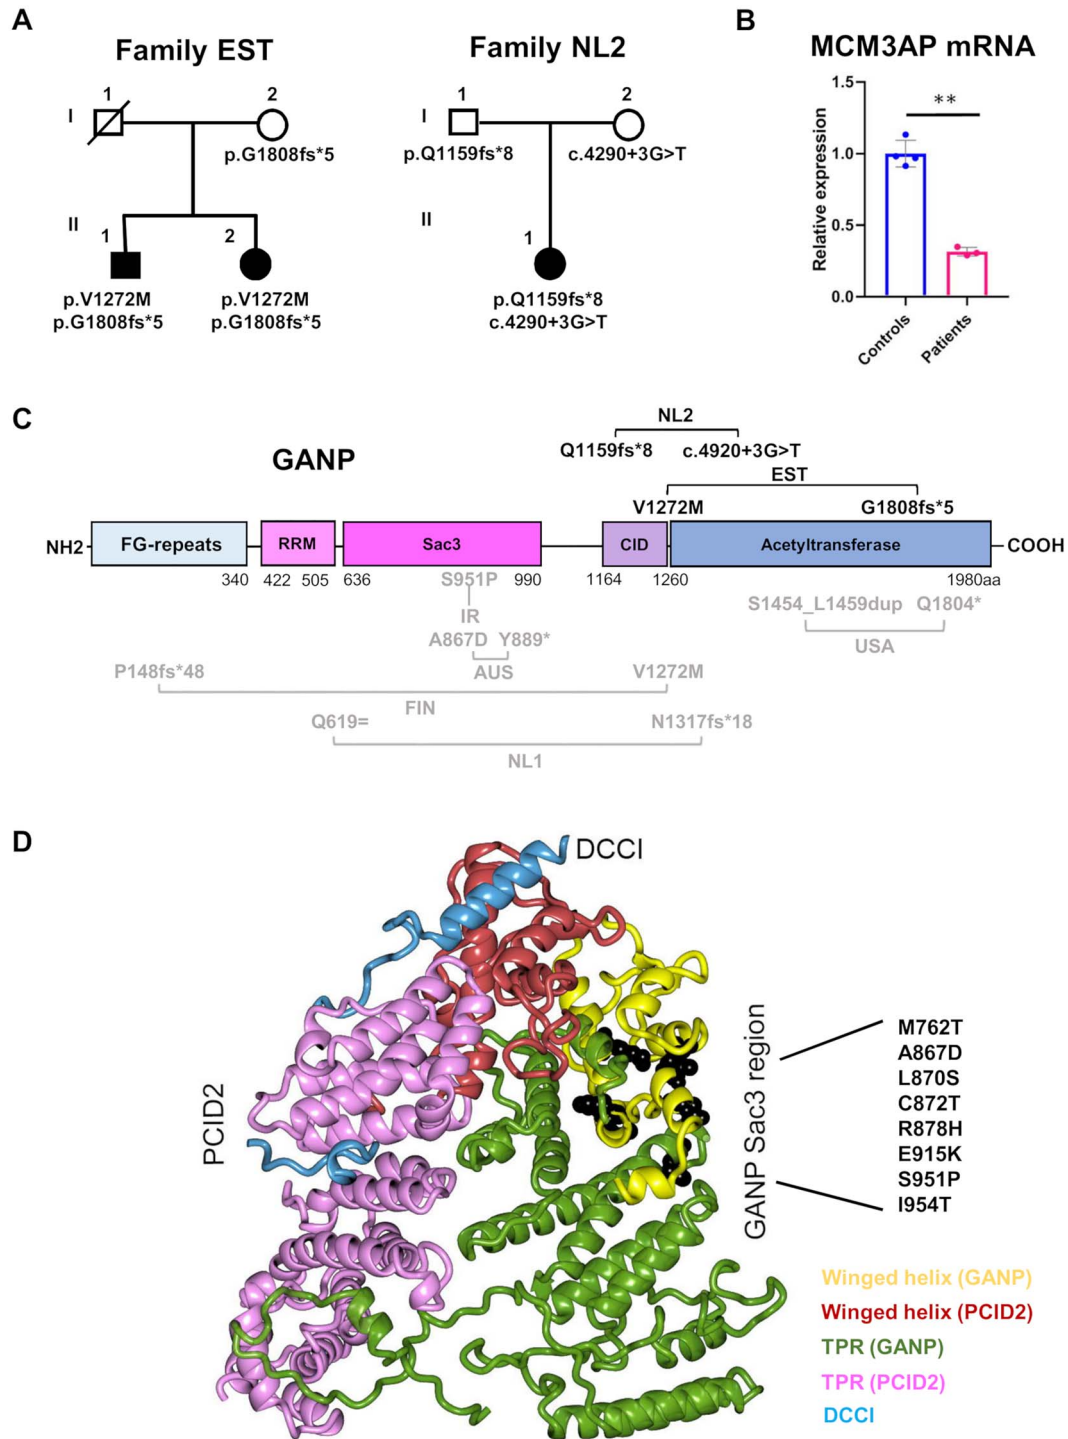 A
Family EST
Family NL2
I
1
2
p.G1808fs*5
II
1
2
p.V1272M
p.G1808fs*5
p.V1272M
p.G1808fs*5
I
1
2
p.Q1159fs*8
c.4290+3G>T
II
1
p.Q1159fs*8
c.4290+3G>T
B
MCM3AP mRNA
Relative expression
1.5
1.0
0.5
0.0
**
Controls
Patients
C
GANP
NL2
Q1159fs*8
c.4920+3G>T
EST
V1272M
G1808fs*5
NH2
FG-repeats
RRM
Sac3
CID
Acetyltransferase
COOH
340
422
505
636
990
1164
1260
1980aa
S951P
IR
A867D
Y889*
AUS
S1454_L1459dup
Q1804*
USA
P148fs*48
V1272M
FIN
Q619=
N1317fs*18
NL1
D
DCCI
PCID2
GANP Sac3 region
M762T
A867D
L870S
C872T
R878H
E915K
S951P
I954T
Winged helix (GANP)
Winged helix (PCID2)
TPR (GANP)
TPR (PCID2)
DCCI